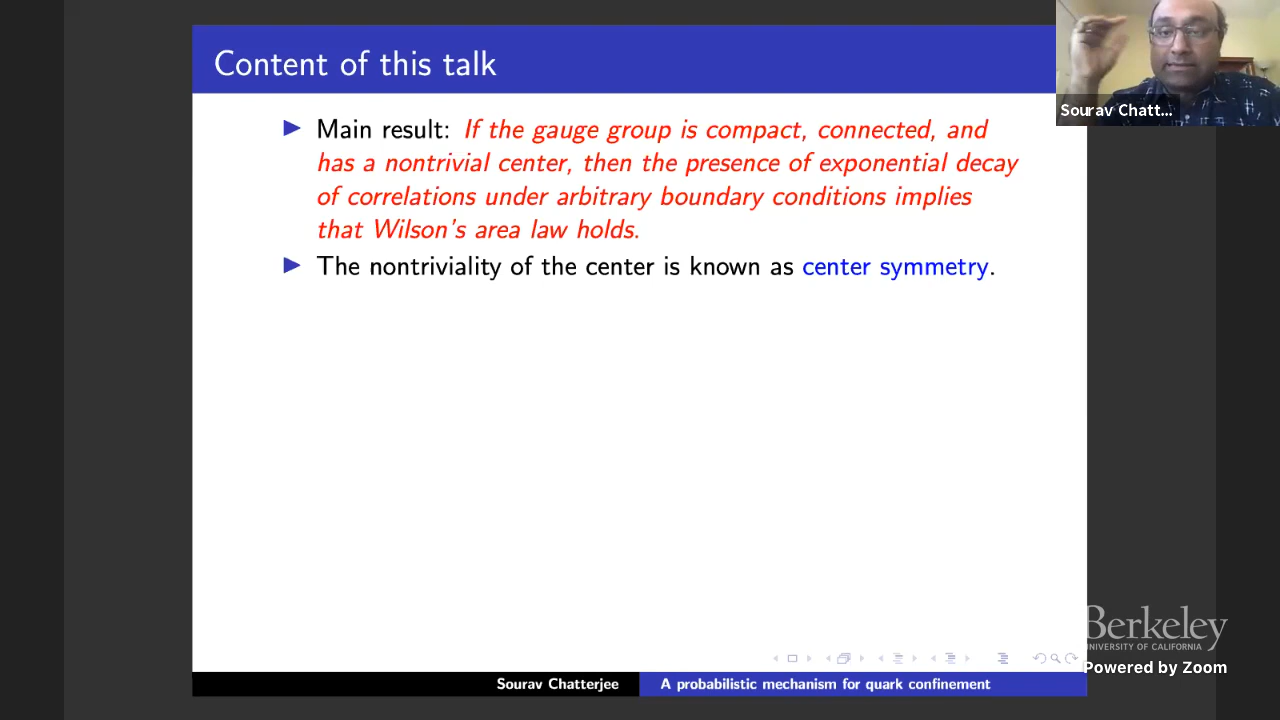 Content of this talk
Sourav Chatt...
Main result: If the gauge group is compact, connected, and
has a nontrivial center, then the presence of exponential decay
of correlations under arbitrary boundary conditions implies
that Wilson's area law holds.
The nontriviality of the center is known as center symmetry.
Berkeley
UNIVERSITY OF CALIFORNIA
Powered by Zoom
Sourav Chatterjee
A probabilistic mechanism for quark confinement